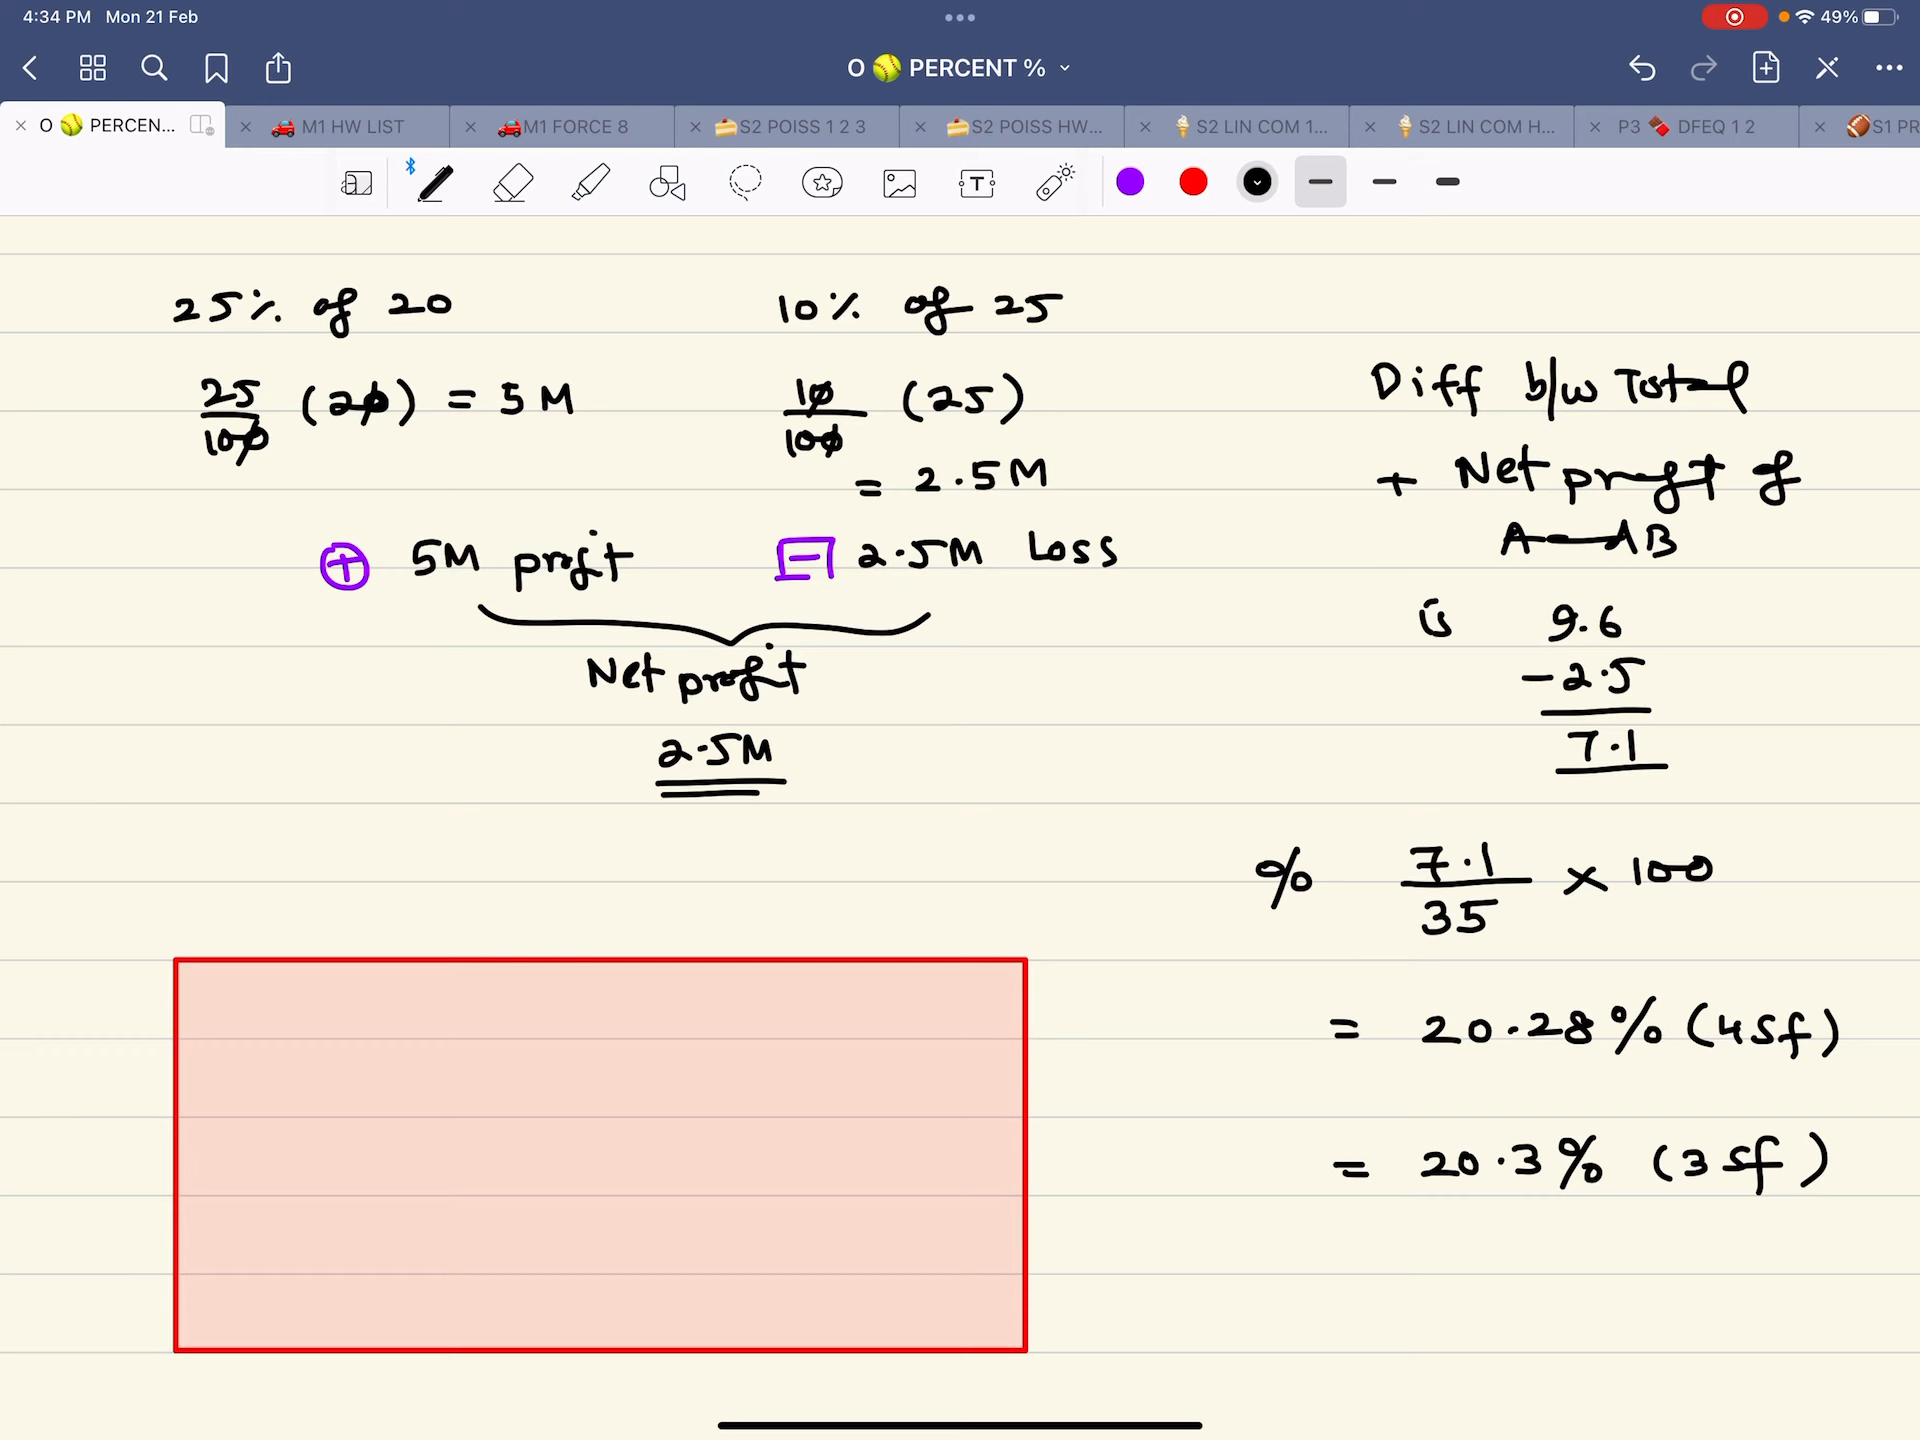 4:34 PM Mon 21 Feb
49%
O 🥎 PERCENT %
O 🥎 PERCEN...
🚗 M1 HW LIST
🚗M1 FORCE 8
🍰S2 POISS 1 2 3
🍰S2 POISS HW...
🍦S2 LIN COM 1...
🍦S2 LIN COM H...
P3 🍫 DFEQ 1 2
🏈S1 PR
25% of 20
25/100 (20) = 5M
10% of 25
10/100 (25)
= 2.5M
⊕ 5M profit
⊟ 2.5M Loss
Net profit
2.5M
Diff b/w Total
+ Net profit of
A—AB
is 9.6
-2.5
7.1
% 7.1/35 × 100
= 20.28% (4sf)
= 20.3% (3sf)